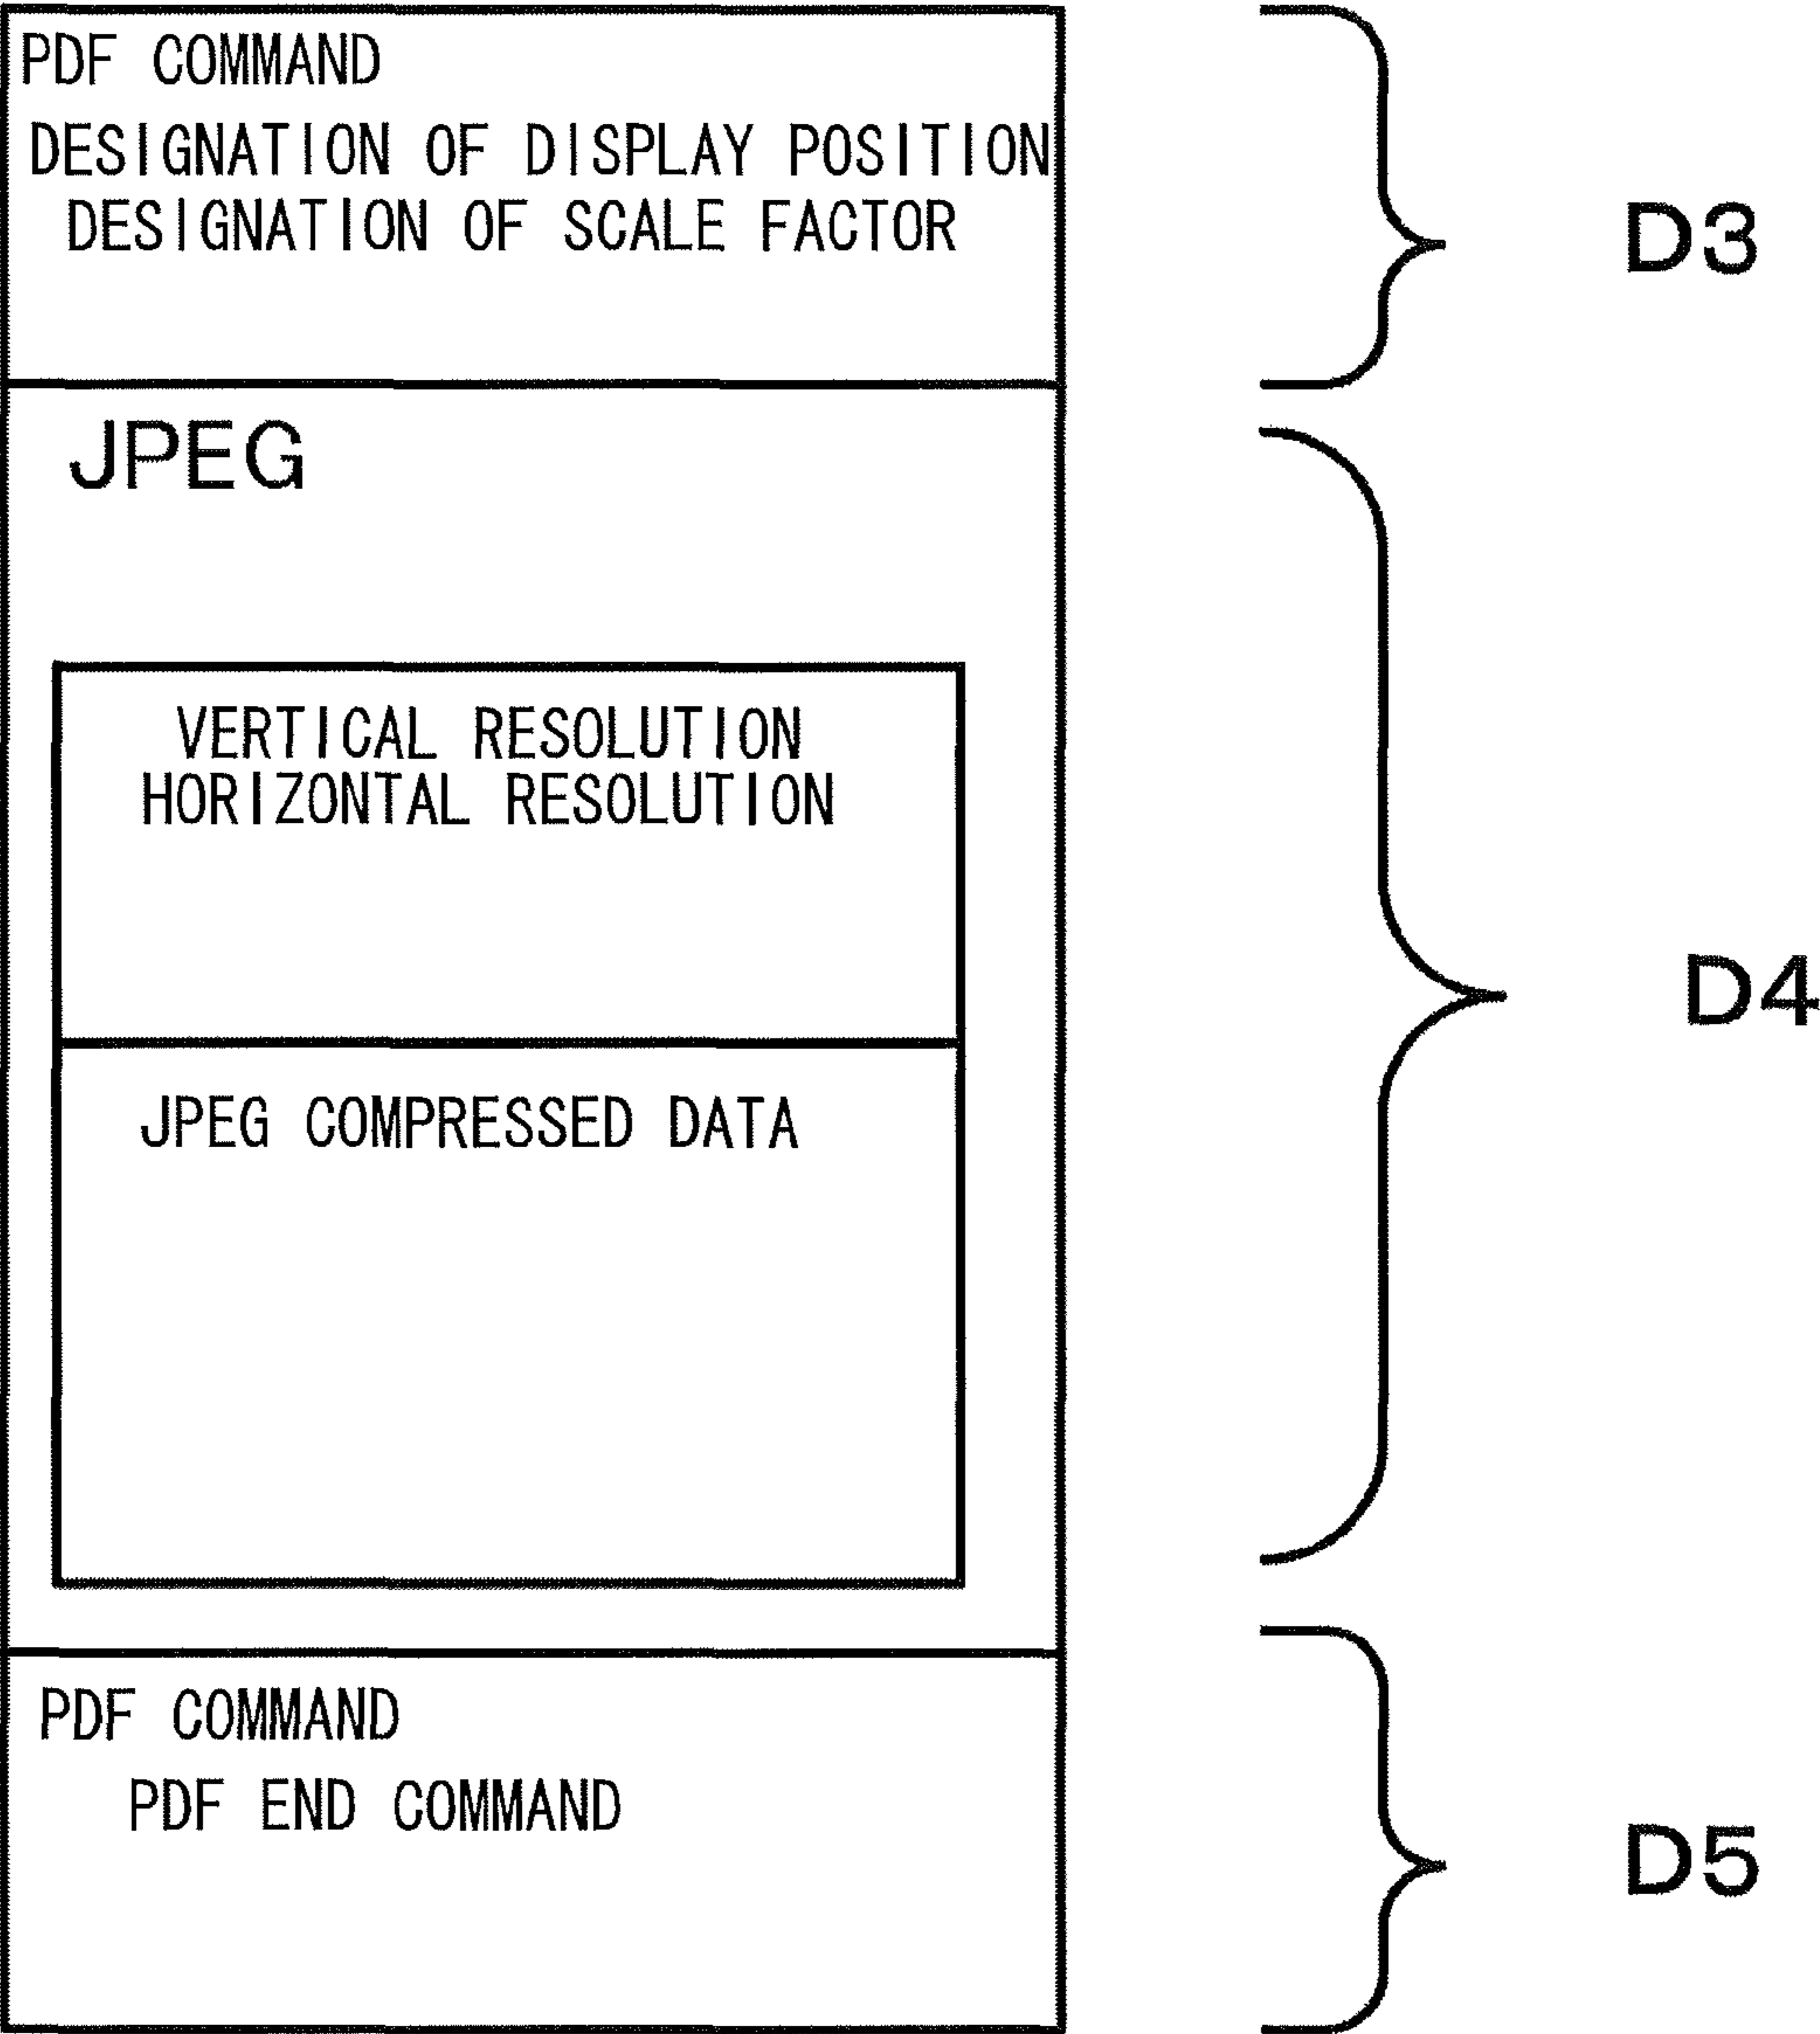 PDF COMMAND
DESIGNATION OF DISPLAY POSITION
DESIGNATION OF SCALE FACTOR
D3
JPEG
VERTICAL RESOLUTION
HORIZONTAL RESOLUTION
D4
JPEG COMPRESSED DATA
PDF COMMAND
PDF END COMMAND
D5